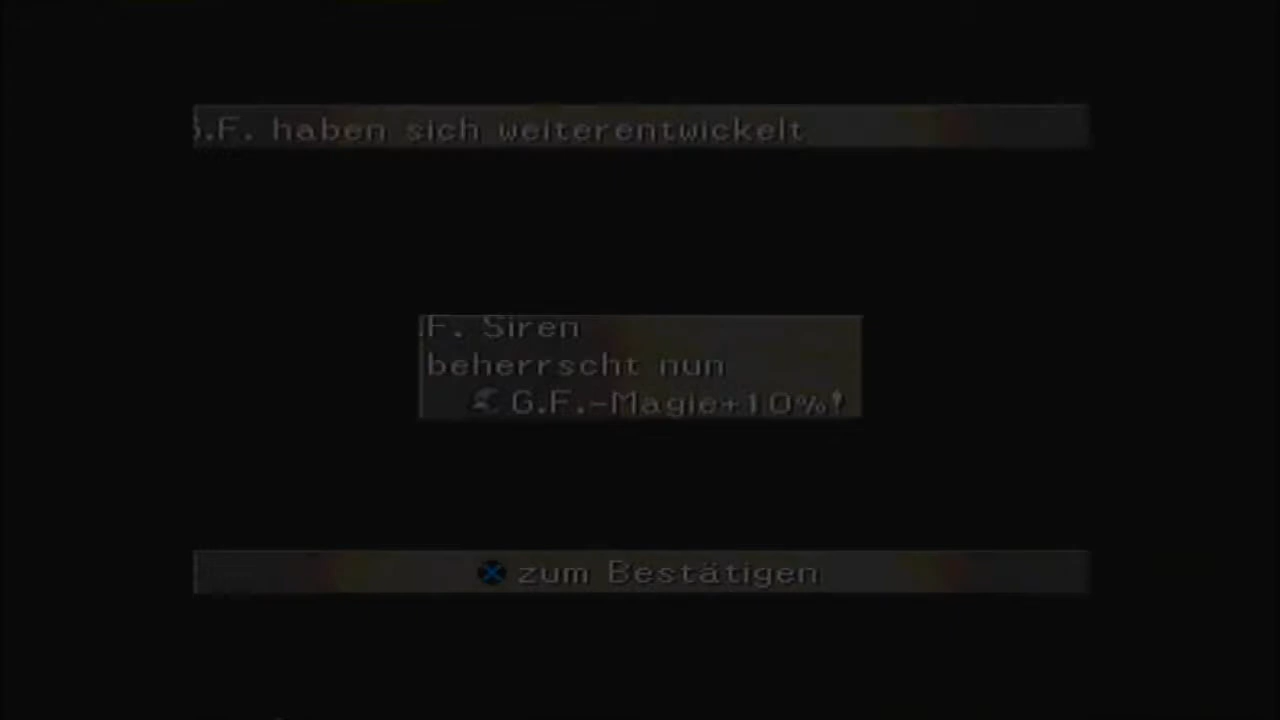 G.F. haben sich weiterentwickelt
F. Siren
beherrscht nun
G.F.-Magie+10%!
zum Bestätigen